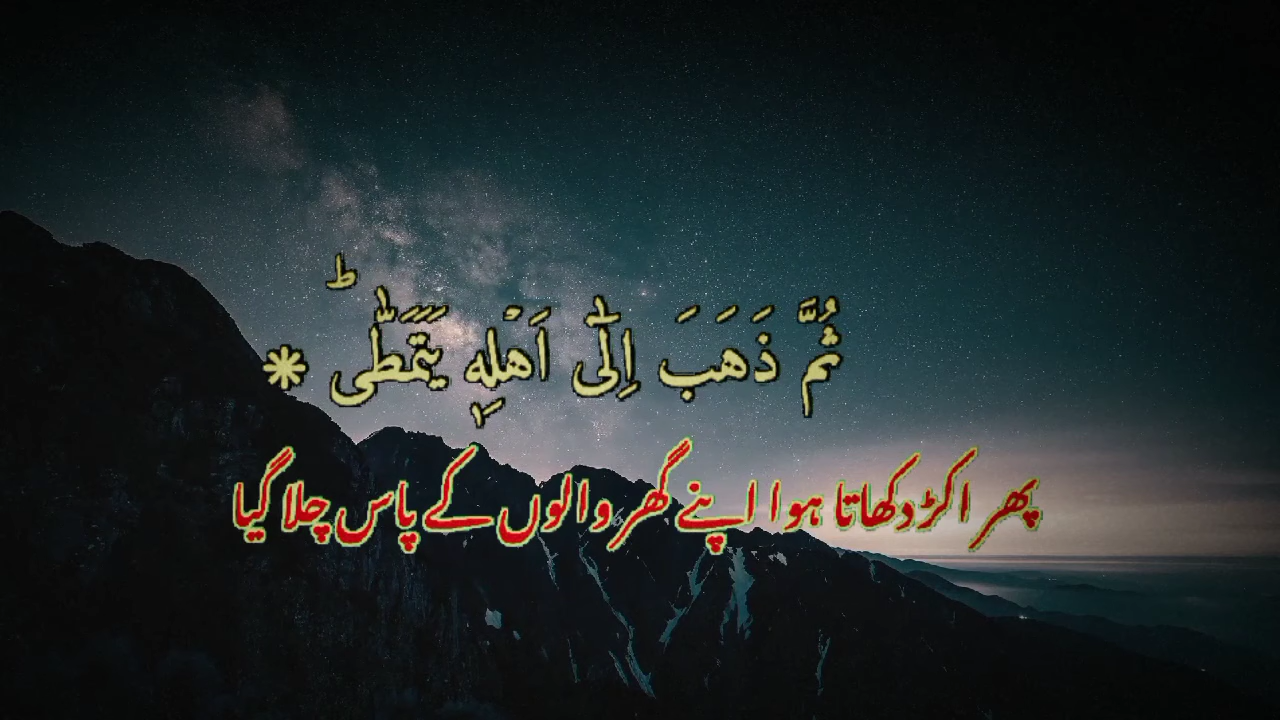 ثُمَّ ذَهَبَ اِلٰۤى اَهْلِهٖ يَتَمَطّٰىؕ *
پھر اکڑ دکھاتا ہوا اپنے گھر والوں کے پاس چلا گیا